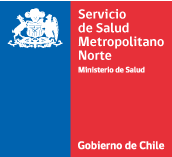 Servicio
de Salud
Metropolitano
Norte
Ministerio de Salud
Gobierno de Chile